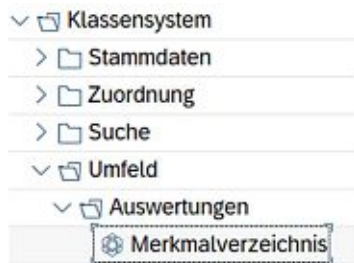 Klassensystem
Stammdaten
Zuordnung
Suche
Umfeld
Auswertungen
Merkmalverzeichnis